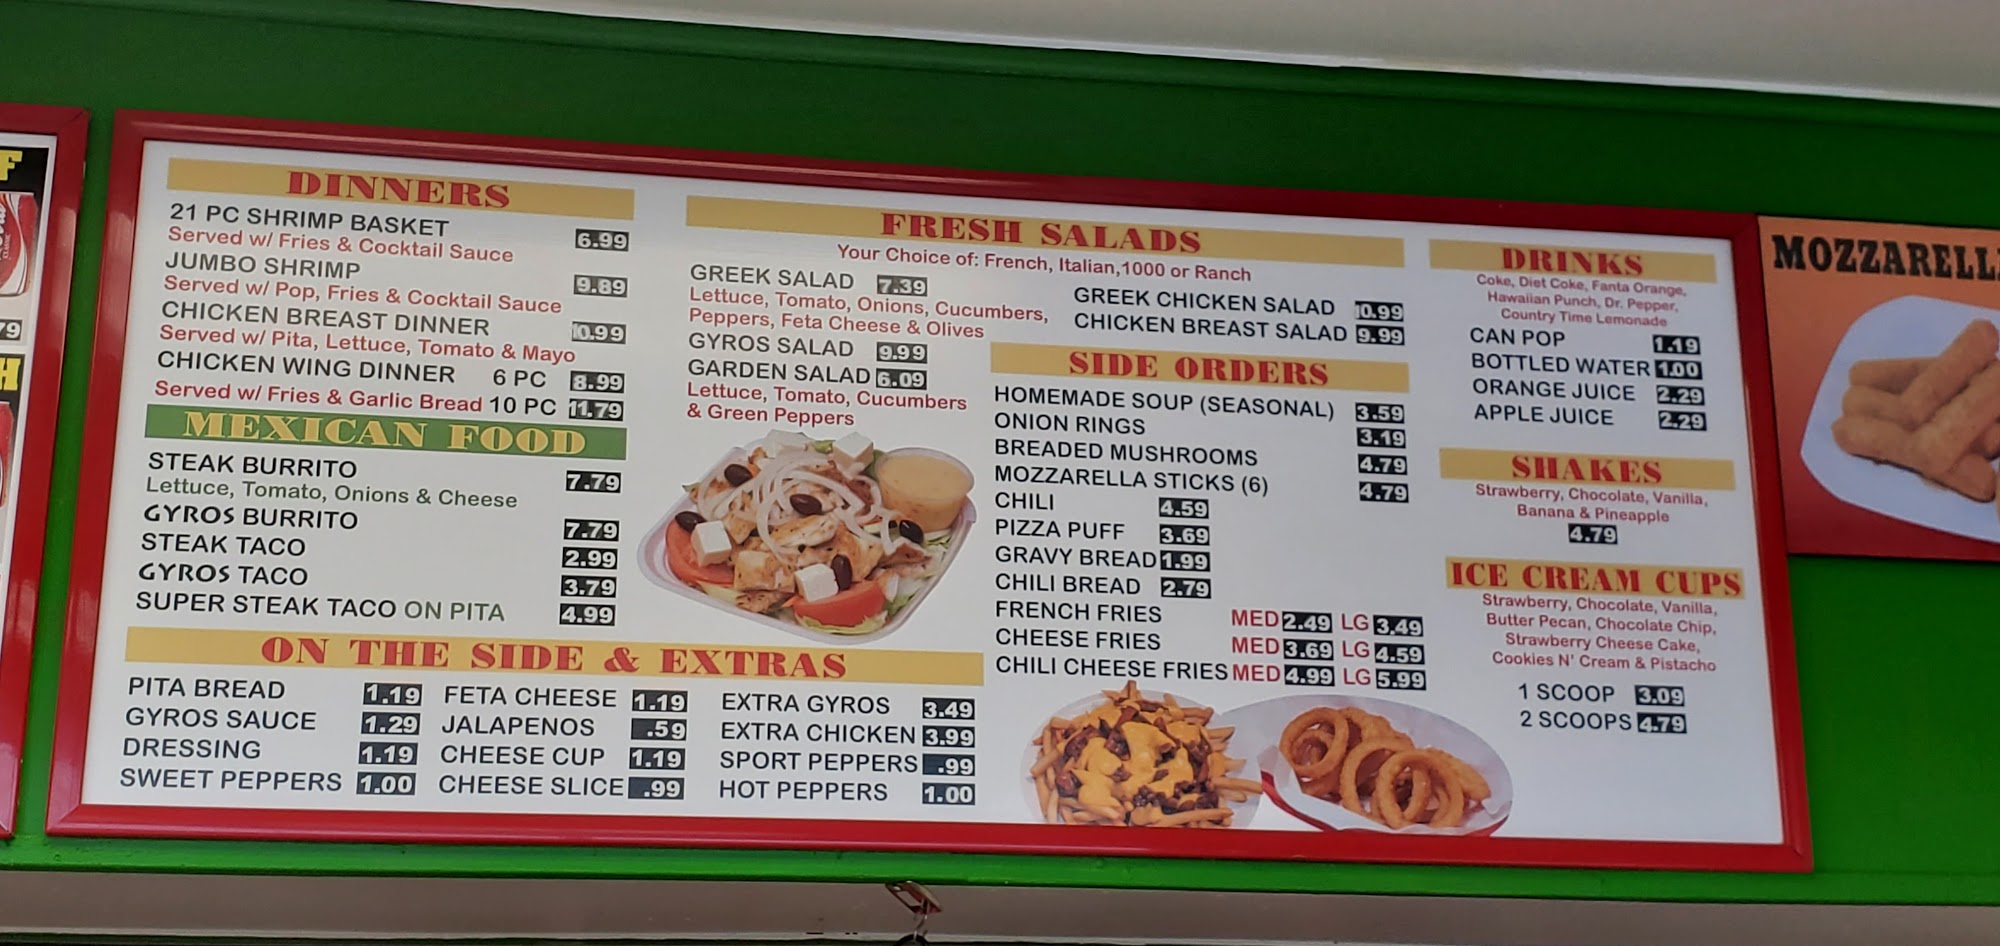 DINNERS
21 PC SHRIMP BASKET 6.99
Served w/ Fries & Cocktail Sauce
JUMBO SHRIMP 9.89
Served w/ Pop, Fries & Cocktail Sauce
CHICKEN BREAST DINNER 10.99
Served w/ Pita, Lettuce, Tomato & Mayo
CHICKEN WING DINNER 6 PC 8.99
Served w/ Fries & Garlic Bread 10 PC 11.79
MEXICAN FOOD
STEAK BURRITO 7.79
Lettuce, Tomato, Onions & Cheese
GYROS BURRITO 7.79
STEAK TACO 2.99
GYROS TACO 3.79
SUPER STEAK TACO ON PITA 4.99
ON THE SIDE & EXTRAS
PITA BREAD 1.19
GYROS SAUCE 1.29
DRESSING 1.19
SWEET PEPPERS 1.00
FETA CHEESE 1.19
JALAPENOS .59
CHEESE CUP 1.19
CHEESE SLICE .99
EXTRA GYROS 3.49
EXTRA CHICKEN 3.99
SPORT PEPPERS .99
HOT PEPPERS 1.00
FRESH SALADS
Your Choice of: French, Italian,1000 or Ranch
GREEK SALAD 7.39
Lettuce, Tomato, Onions, Cucumbers,
Peppers, Feta Cheese & Olives
GYROS SALAD 9.99
GARDEN SALAD 6.09
Lettuce, Tomato, Cucumbers
& Green Peppers
GREEK CHICKEN SALAD 10.99
CHICKEN BREAST SALAD 9.99
SIDE ORDERS
HOMEMADE SOUP (SEASONAL) 3.59
ONION RINGS 3.19
BREADED MUSHROOMS 4.79
MOZZARELLA STICKS (6) 4.79
CHILI 4.59
PIZZA PUFF 3.69
GRAVY BREAD 1.99
CHILI BREAD 2.79
FRENCH FRIES MED 2.49 LG 3.49
CHEESE FRIES MED 3.69 LG 4.59
CHILI CHEESE FRIES MED 4.99 LG 5.99
DRINKS
Coke, Diet Coke, Fanta Orange,
Hawaiian Punch, Dr. Pepper,
Country Time Lemonade
CAN POP 1.19
BOTTLED WATER 1.00
ORANGE JUICE 2.29
APPLE JUICE 2.29
SHAKES
Strawberry, Chocolate, Vanilla,
Banana & Pineapple
4.79
ICE CREAM CUPS
Strawberry, Chocolate, Vanilla,
Butter Pecan, Chocolate Chip,
Strawberry Cheese Cake,
Cookies N' Cream & Pistacho
1 SCOOP 3.09
2 SCOOPS 4.79
MOZZARELL